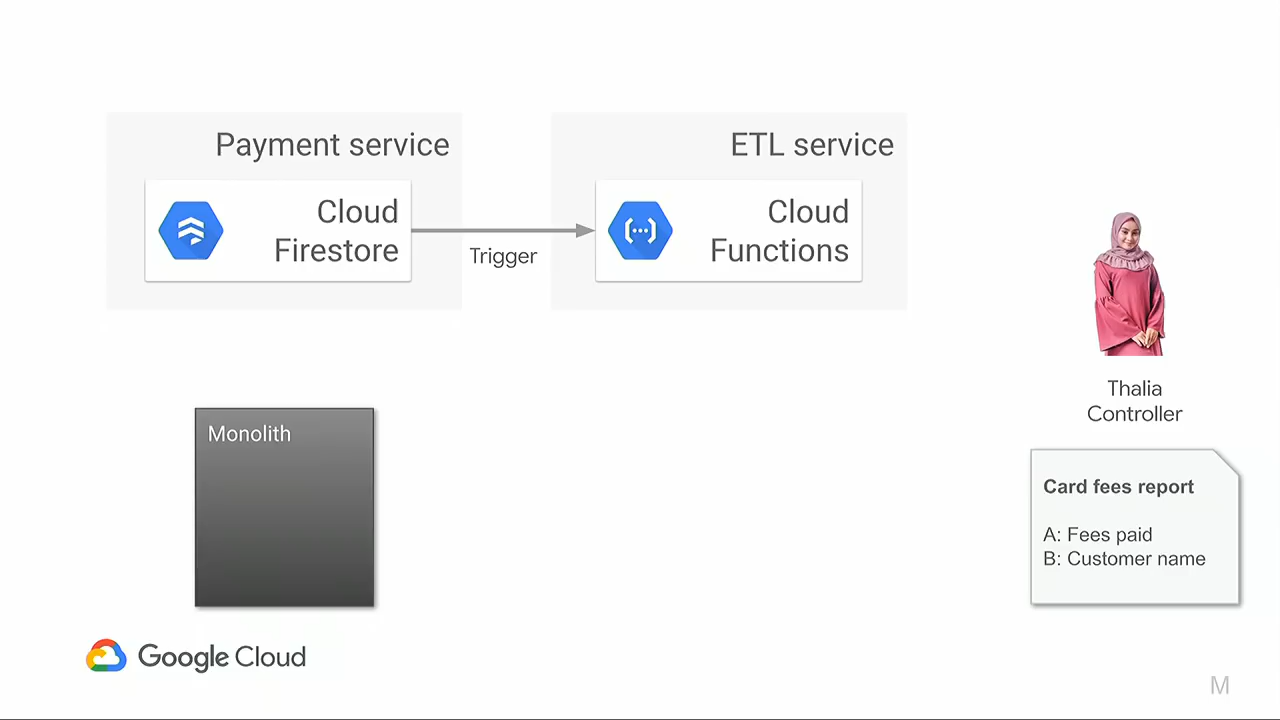 Payment service
Cloud
Firestore
Trigger
ETL service
Cloud
Functions
Thalia
Controller
Monolith
Card fees report
A: Fees paid
B: Customer name
Google Cloud
M